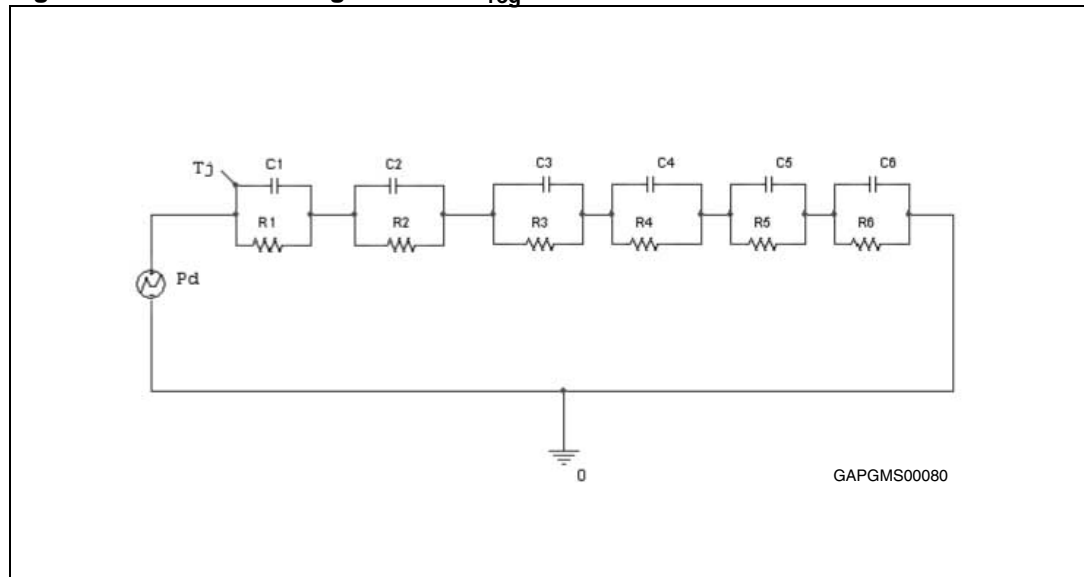 Tj C1 C2 C3 C4 C5 C6
R1 R2 R3 R4 R5 R6
Pd
0
GAPGMS00080